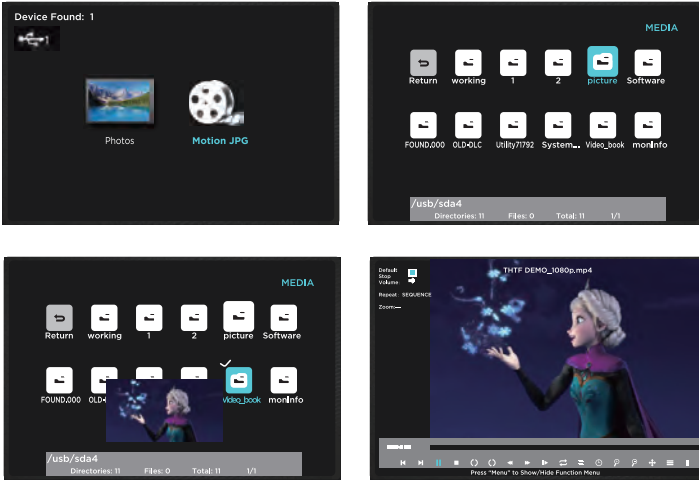 Device Found: 1
1
Photos
Motion JPG
MEDIA
Return working 1 2 picture Software
FOUND.000 OLD-DLC Utility71792 System... Video_book monInfo
/usb/sda4
Directories: 11 Files: 0 Total: 11 1/1
MEDIA
Return working 1 2 picture Software
FOUND.000 OLD- Video_book monInfo
/usb/sda4
Directories: 11 Files: 0 Total: 11 1/1
Default
Stop
Volume:
Repeat: SEQUENCE
Zoom:—
THTF DEMO_1080p.mp4
Press "Menu" to Show/Hide Function Menu